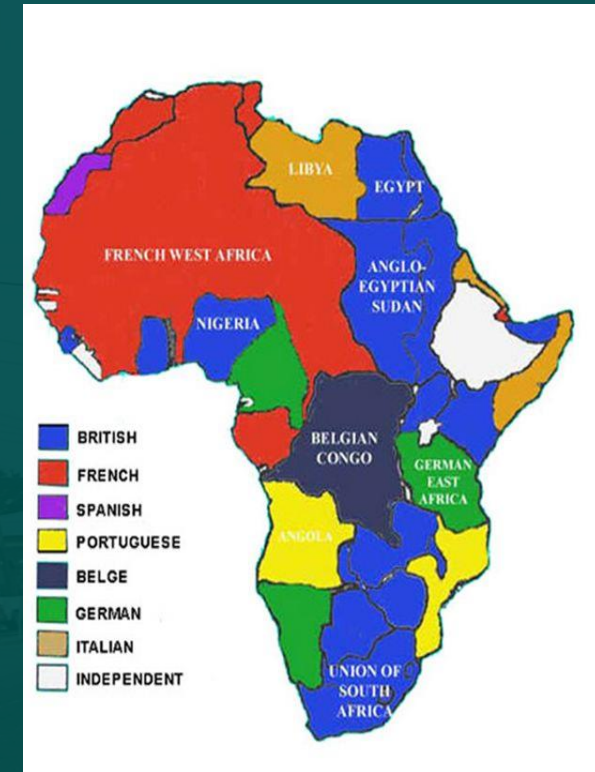 LIBYA
EGYPT
FRENCH WEST AFRICA
ANGLO-
EGYPTIAN
SUDAN
NIGERIA
BELGIAN
CONGO
GERMAN
EAST
AFRICA
ANGOLA
UNION OF
SOUTH
AFRICA
BRITISH
FRENCH
SPANISH
PORTUGUESE
BELGE
GERMAN
ITALIAN
INDEPENDENT